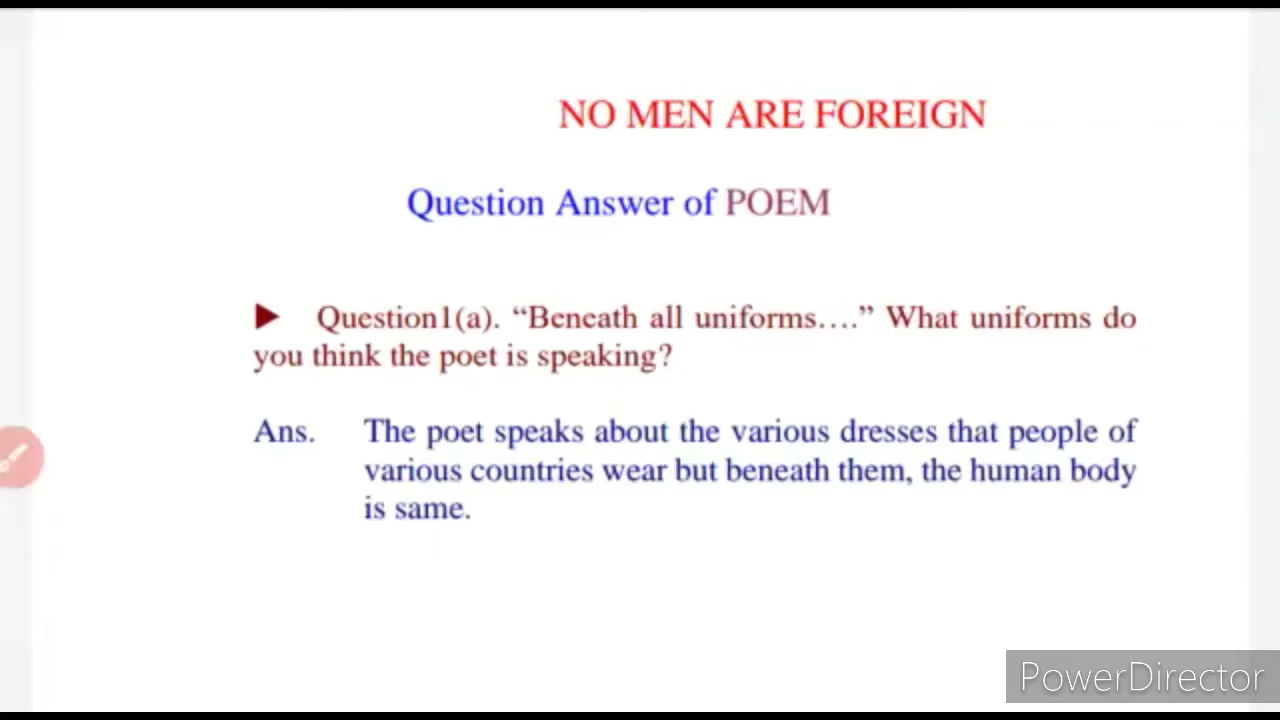 NO MEN ARE FOREIGN
Question Answer of POEM
► Question1(a). “Beneath all uniforms....” What uniforms do
you think the poet is speaking?
Ans. The poet speaks about the various dresses that people of
various countries wear but beneath them, the human body
is same.
PowerDirector